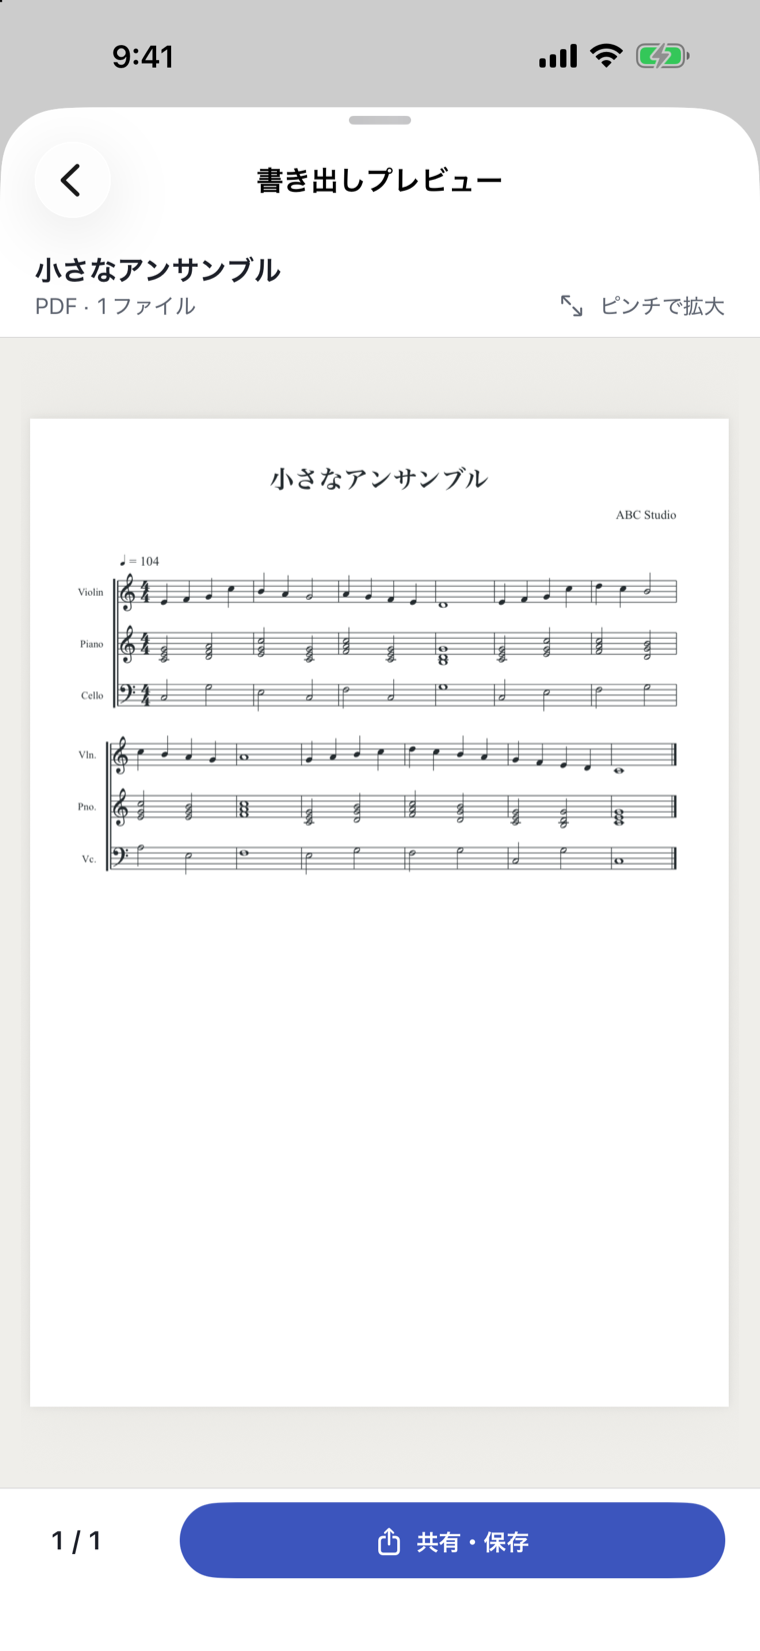 9:41
書き出しプレビュー
小さなアンサンブル
PDF · 1ファイル
ピンチで拡大
小さなアンサンブル
ABC Studio
♩ = 104
Violin
Piano
Cello
Vln.
Pno.
Vc.
1 / 1
共有・保存